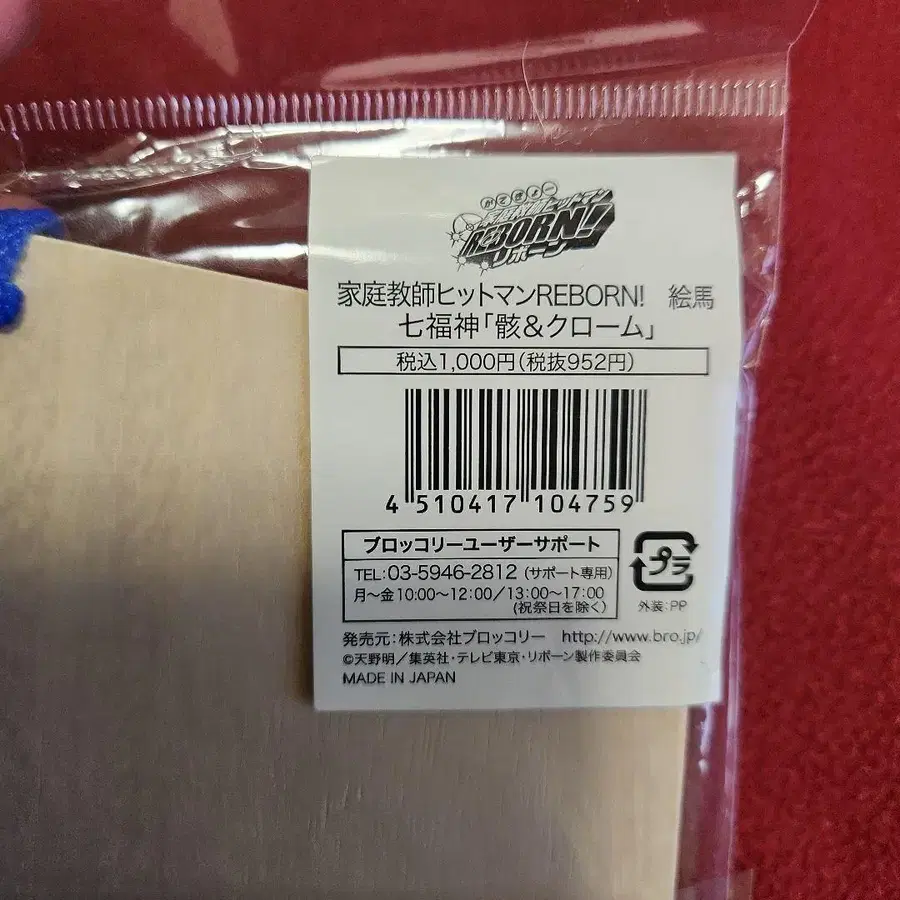 かてきょー
家庭教師ヒットマン
REBORN!
リボーン
家庭教師ヒットマンREBORN! 絵馬
七福神「骸&クローム」
税込1,000円(税抜952円)
4 510417 104759
ブロッコリーユーザーサポート
TEL:03-5946-2812 (サポート専用)
月~金10:00~12:00/13:00~17:00
(祝祭日を除く)
プラ
外装:PP
発売元:株式会社ブロッコリー http://www.bro.jp/
©天野明/集英社・テレビ東京・リボーン製作委員会
MADE IN JAPAN